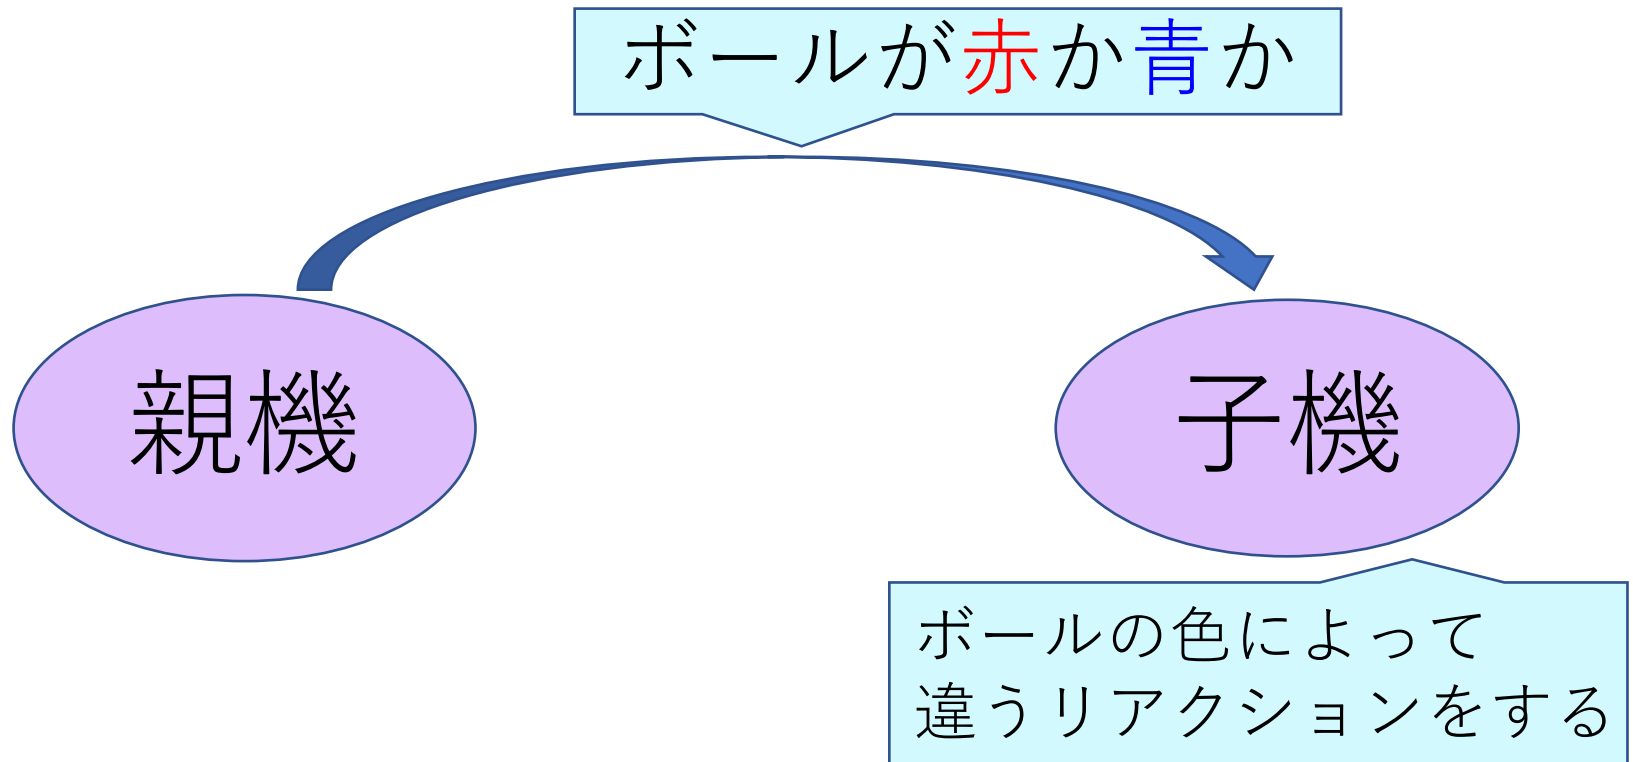 ボールが赤か青か
親機
子機
ボールの色によって
違うリアクションをする